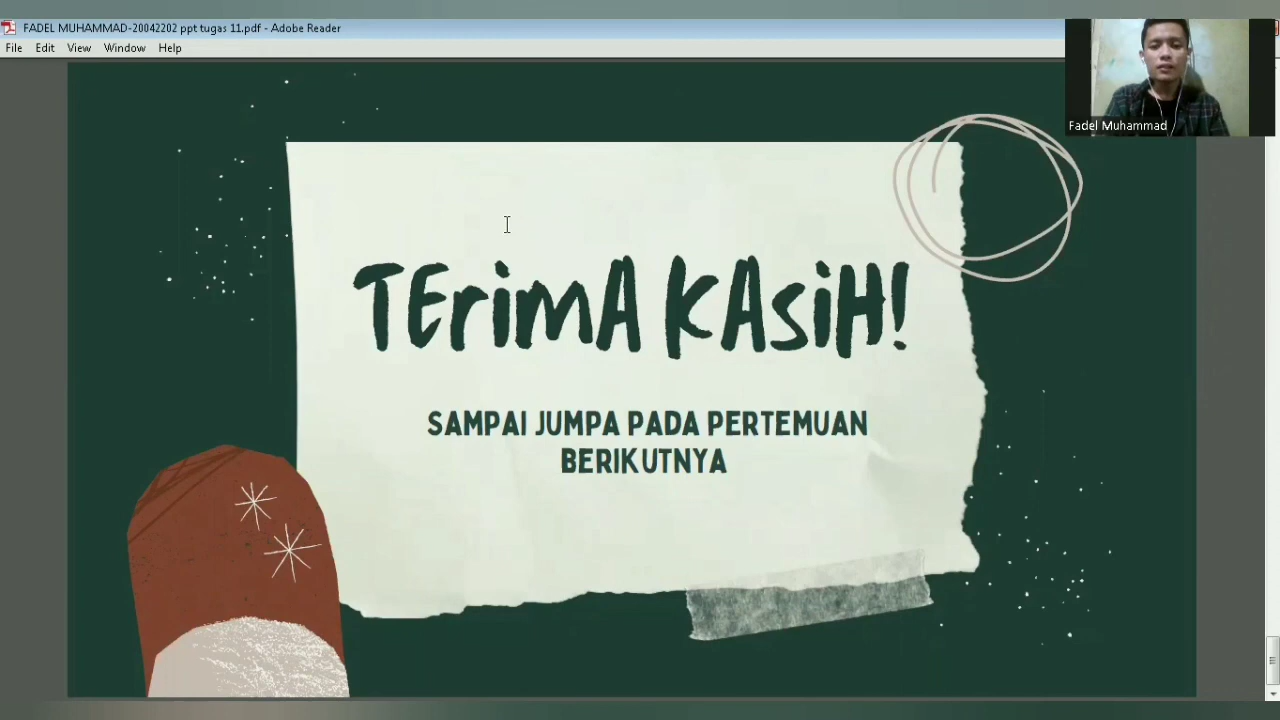 FADEL MUHAMMAD-20042202 ppt tugas 11.pdf - Adobe Reader
File Edit View Window Help
Fadel Muhammad
TErimA KAsiH!
SAMPAI JUMPA PADA PERTEMUAN
BERIKUTNYA